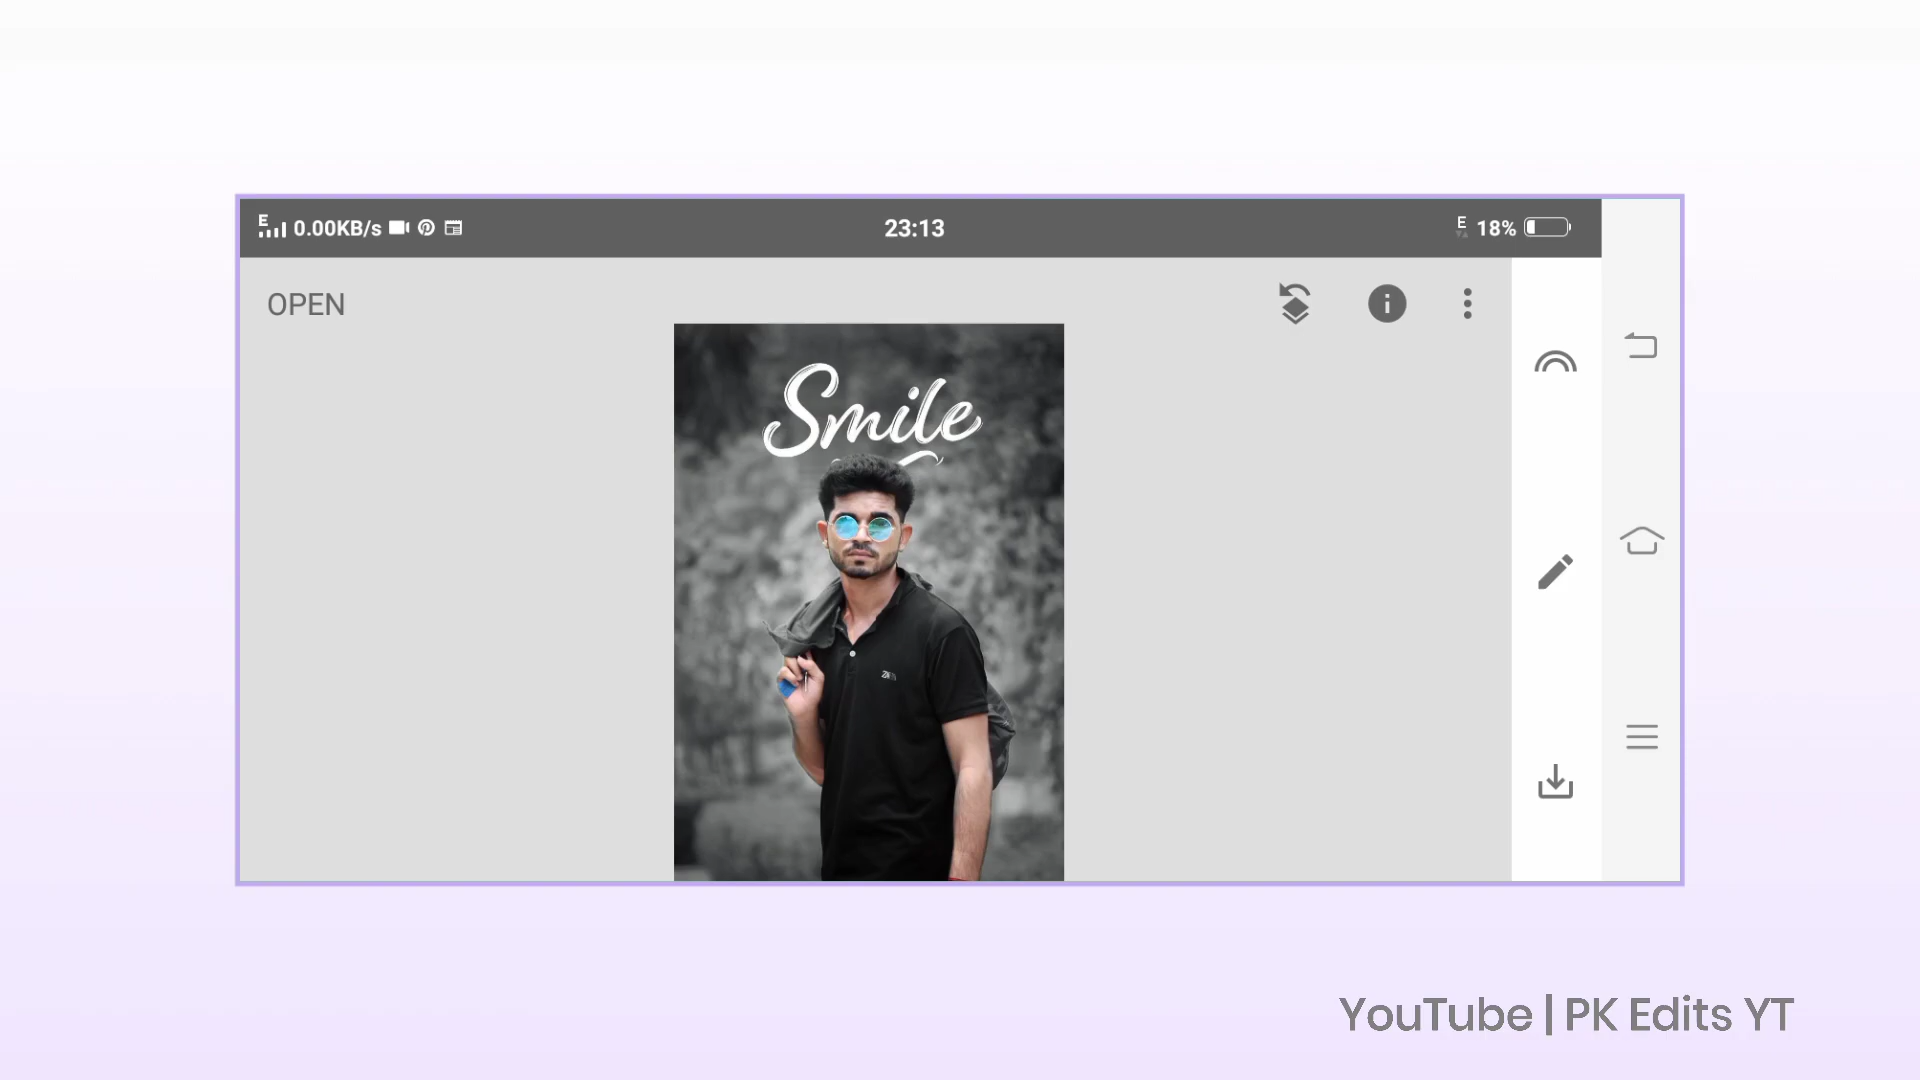 E 0.00KB/s
23:13
E 18%
OPEN
Smile
YouTube | PK Edits YT